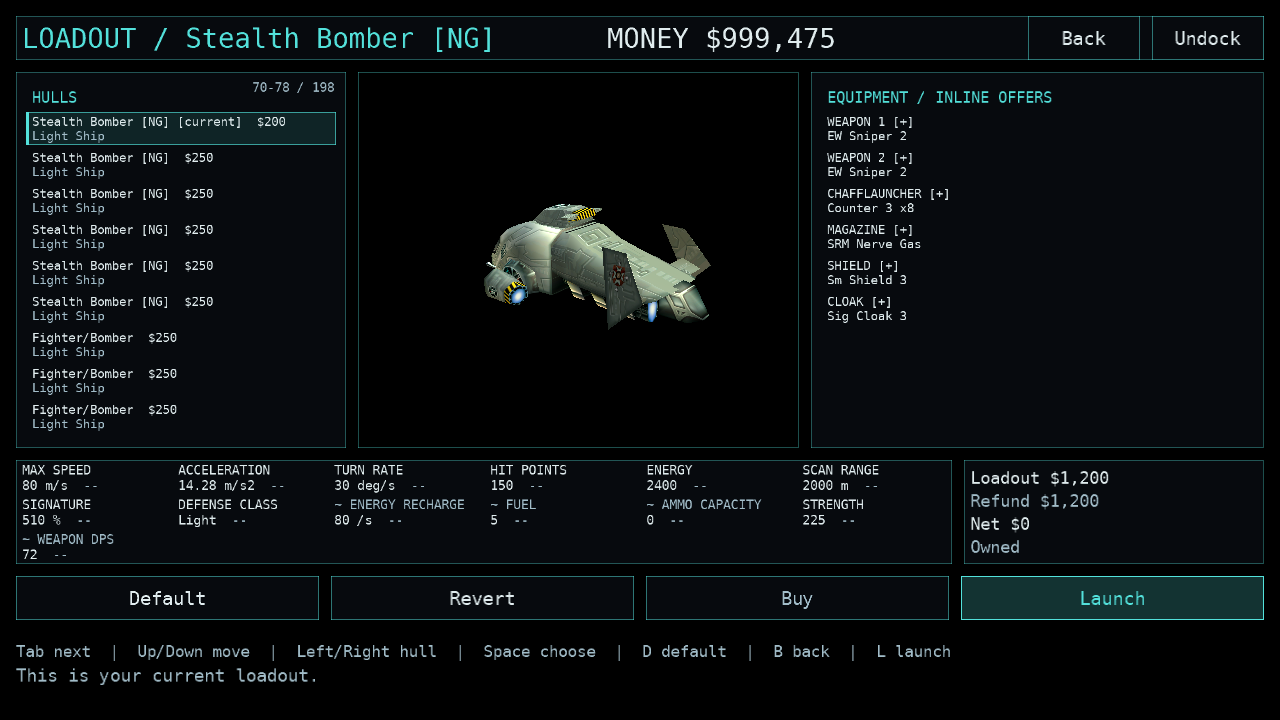 LOADOUT / Stealth Bomber [NG]
MONEY $999,475
Back
Undock
70-78 / 198
HULLS
Stealth Bomber [NG] [current]  $200
Light Ship
Stealth Bomber [NG]  $250
Light Ship
Stealth Bomber [NG]  $250
Light Ship
Stealth Bomber [NG]  $250
Light Ship
Stealth Bomber [NG]  $250
Light Ship
Stealth Bomber [NG]  $250
Light Ship
Fighter/Bomber  $250
Light Ship
Fighter/Bomber  $250
Light Ship
Fighter/Bomber  $250
Light Ship
EQUIPMENT / INLINE OFFERS
WEAPON 1 [+]
EW Sniper 2
WEAPON 2 [+]
EW Sniper 2
CHAFFLAUNCHER [+]
Counter 3 x8
MAGAZINE [+]
SRM Nerve Gas
SHIELD [+]
Sm Shield 3
CLOAK [+]
Sig Cloak 3
MAX SPEED
80 m/s  --
ACCELERATION
14.28 m/s2  --
TURN RATE
30 deg/s  --
HIT POINTS
150  --
ENERGY
2400  --
SCAN RANGE
2000 m  --
SIGNATURE
510 %  --
DEFENSE CLASS
Light  --
~ ENERGY RECHARGE
80 /s  --
~ FUEL
5  --
~ AMMO CAPACITY
0  --
STRENGTH
225  --
~ WEAPON DPS
72  --
Loadout $1,200
Refund $1,200
Net $0
Owned
Default
Revert
Buy
Launch
Tab next  |  Up/Down move  |  Left/Right hull  |  Space choose  |  D default  |  B back  |  L launch
This is your current loadout.